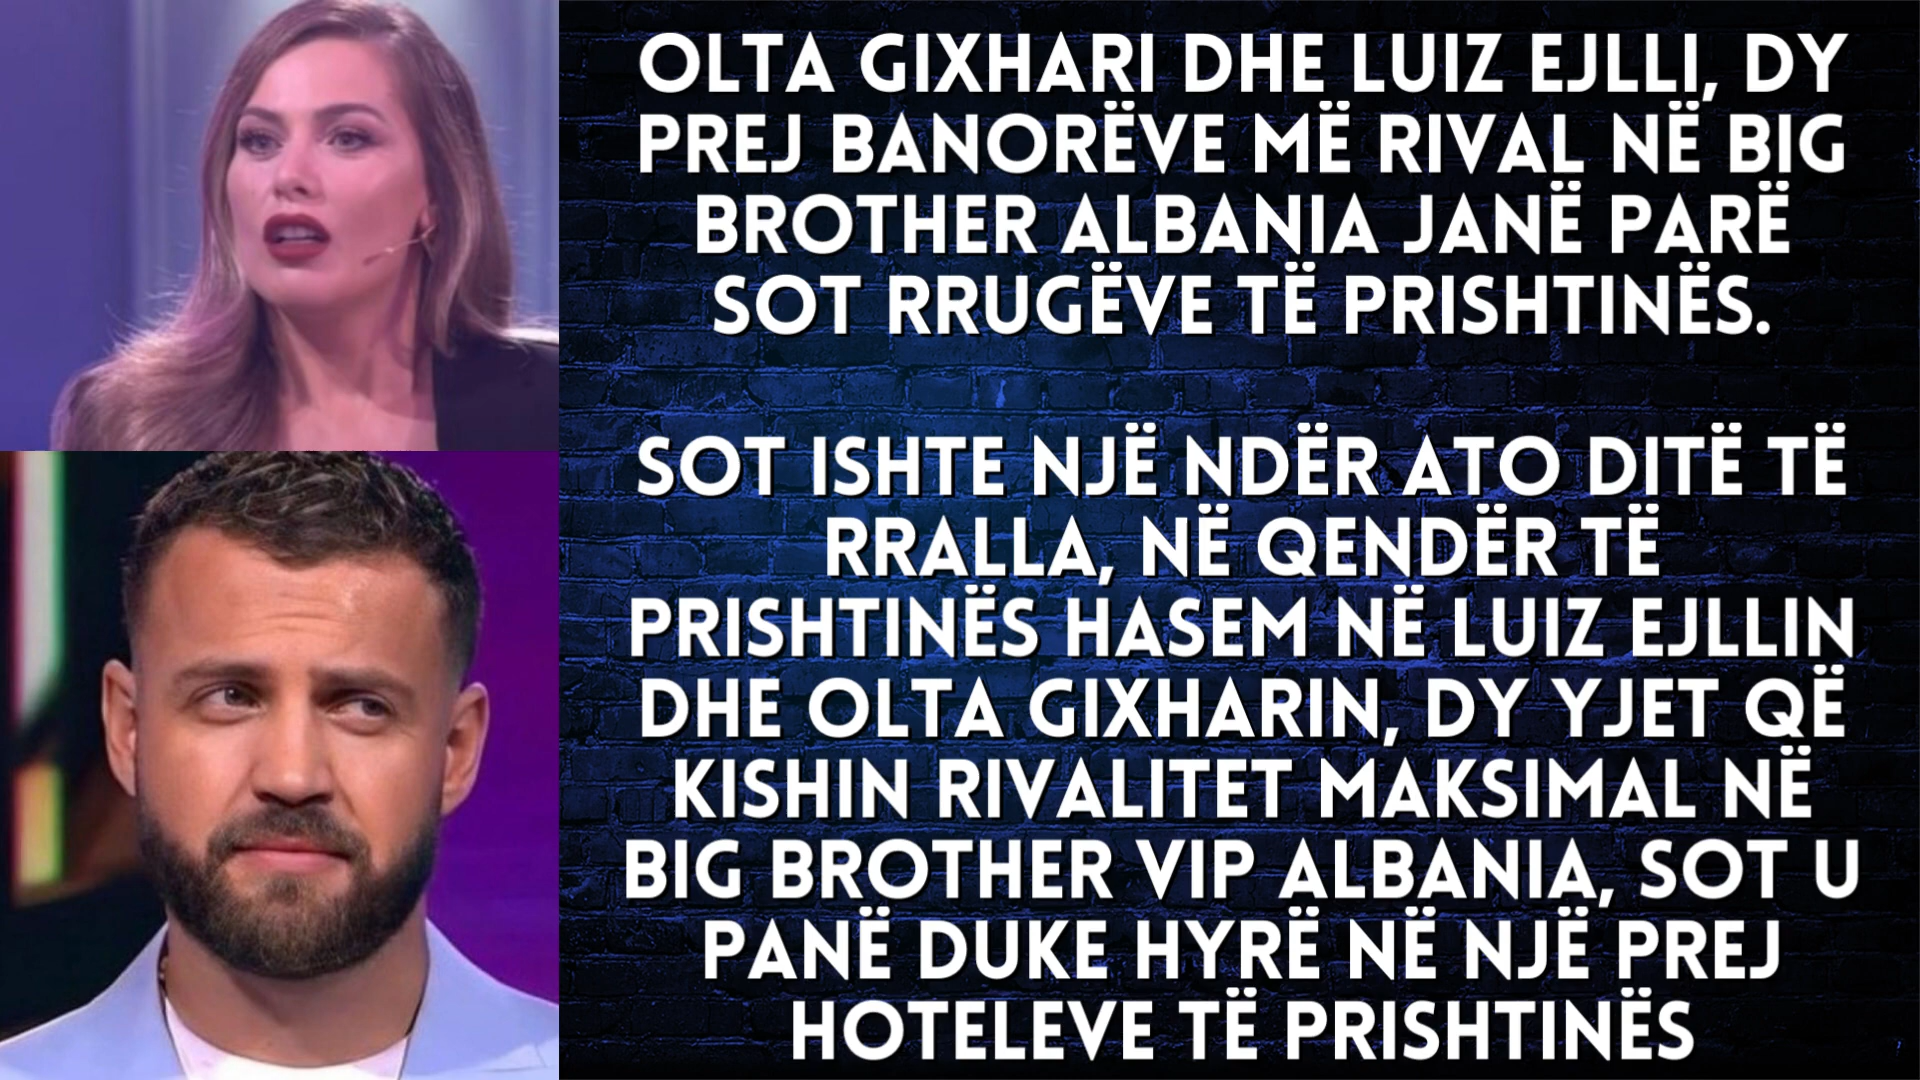 OLTA GIXHARI DHE LUIZ EJLLI, DY
PREJ BANORËVE MË RIVAL NË BIG
BROTHER ALBANIA JANË PARË
SOT RRUGËVE TË PRISHTINËS.
SOT ISHTE NJË NDËR ATO DITË TË
RRALLA, NË QENDËR TË
PRISHTINËS HASEM NË LUIZ EJLLIN
DHE OLTA GIXHARIN, DY YJET QË
KISHIN RIVALITET MAKSIMAL NË
BIG BROTHER VIP ALBANIA, SOT U
PANË DUKE HYRË NË NJË PREJ
HOTELEVE TË PRISHTINËS